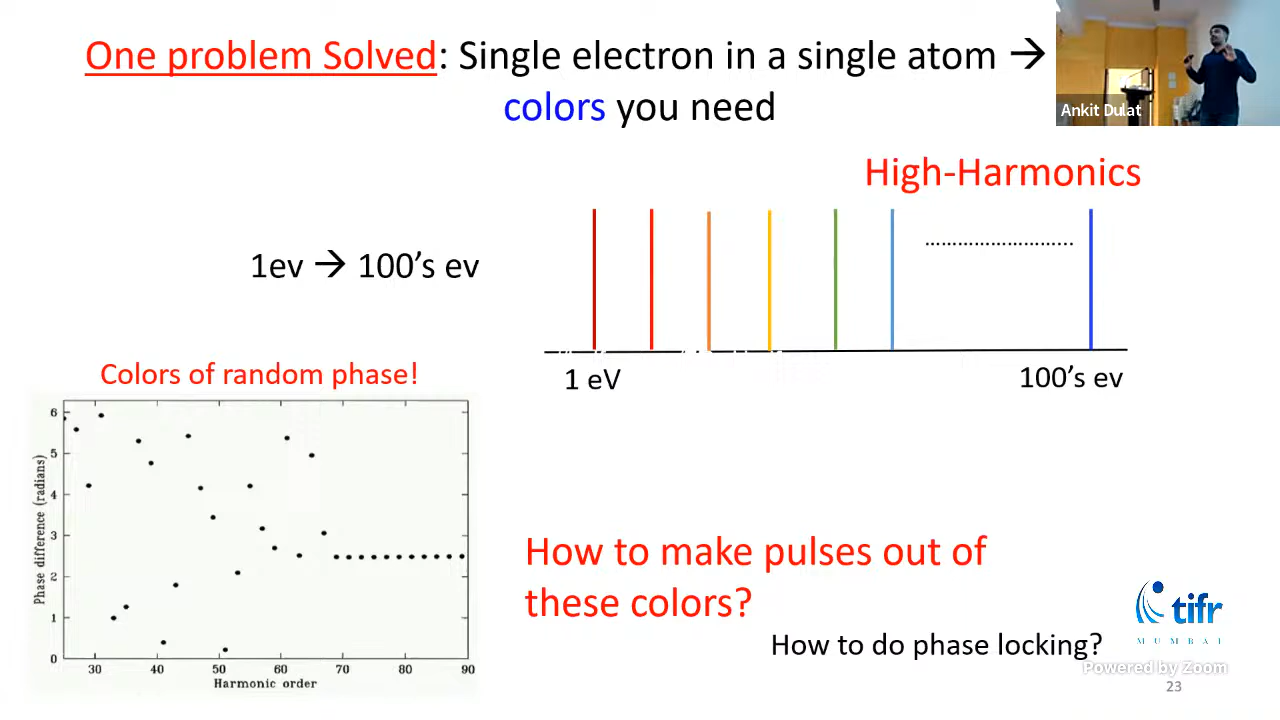 One problem Solved: Single electron in a single atom →
colors you need
Ankit Dulat
High-Harmonics
1ev → 100's ev
..........................
1 eV
100's ev
Colors of random phase!
6
5
4
3
2
1
0
Phase difference (radians)
30 40 50 60 70 80 90
Harmonic order
How to make pulses out of
these colors?
How to do phase locking?
tifr
MUMBAI
Powered by Zoom
23